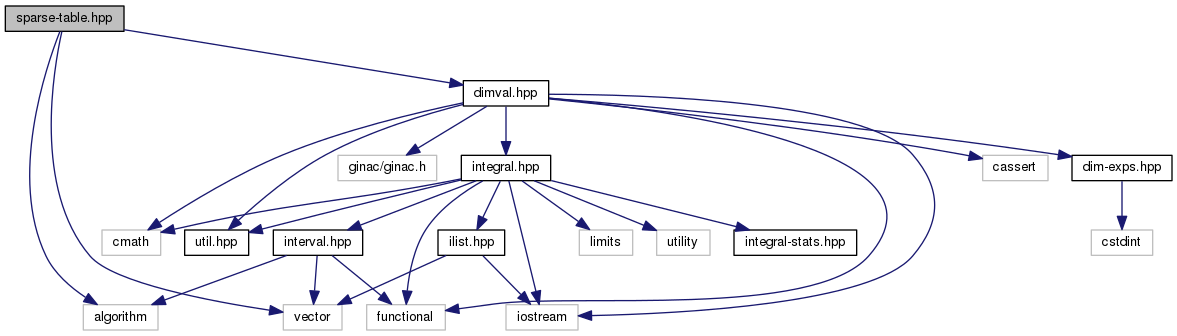 sparse-table.hpp
dimval.hpp
ginac/ginac.h
integral.hpp
cassert
dim-exps.hpp
cmath
util.hpp
interval.hpp
ilist.hpp
limits
utility
integral-stats.hpp
cstdint
algorithm
vector
functional
iostream